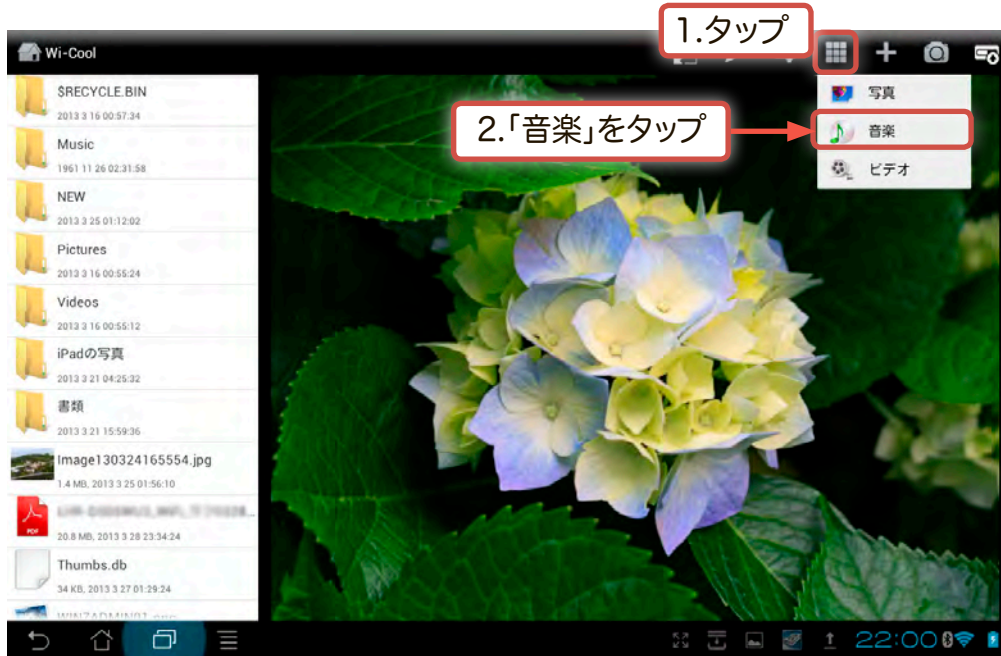 1.タップ
Wi-Cool
$RECYCLE.BIN
2013 3 16 00:57:34
Music
1961 11 26 02:31:58
NEW
2013 3 25 01:12:02
Pictures
2013 3 16 00:55:24
Videos
2013 3 16 00:55:12
iPadの写真
2013 3 21 04:25:32
書類
2013 3 21 15:59:36
Image130324165554.jpg
1.4 MB, 2013 3 25 01:56:10
PDF
20.8 MB, 2013 3 28 23:34:24
Thumbs.db
34 KB, 2013 3 27 01:29:24
写真
2.「音楽」をタップ
音楽
ビデオ
22:00